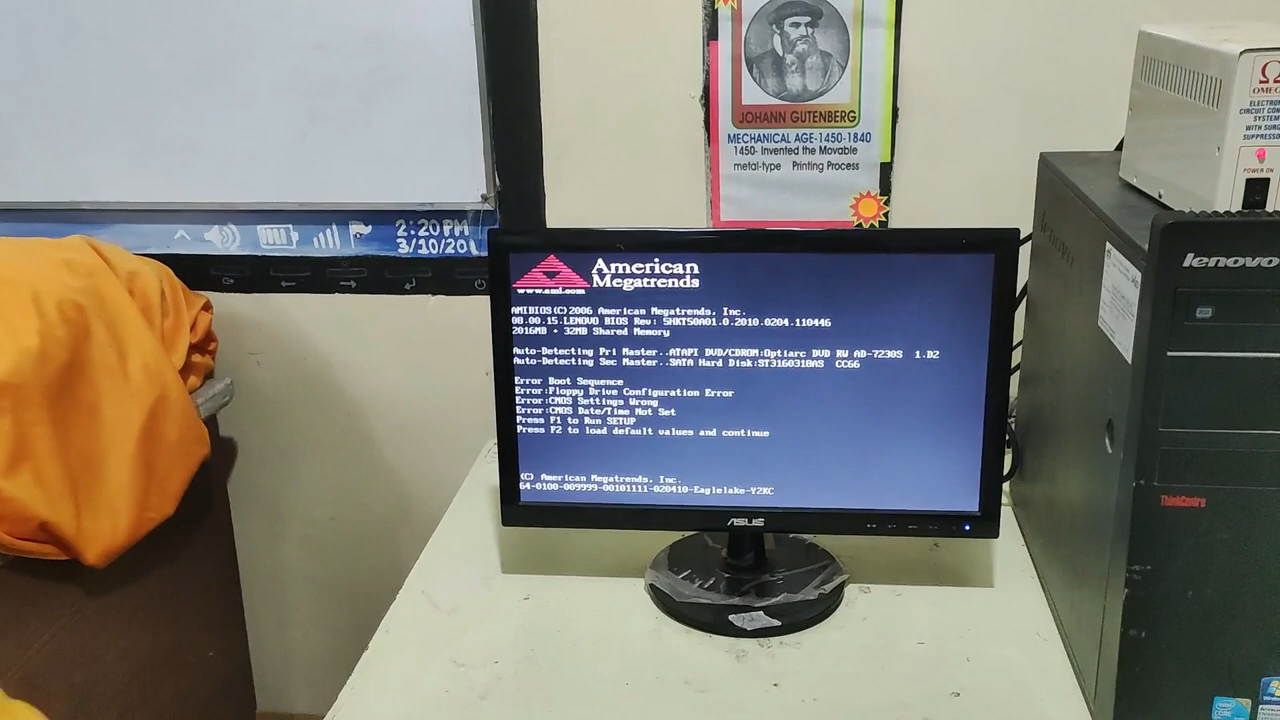 JOHANN GUTENBERG
MECHANICAL AGE-1450-1840
1450- Invented the Movable
metal-type Printing Process
2:20 PM
3/10/20
American
Megatrends
www.ami.com
AMIBIOS(C)2006 American Megatrends, Inc.
08.00.15.LENOVO BIOS Rev: 5HKT50A01.0.2010.0204.110446
2016MB + 32MB Shared Memory
Auto-Detecting Pri Master..ATAPI DVD/CDROM:Optiarc DVD RW AD-7230S 1.D2
Auto-Detecting Sec Master..SATA Hard Disk:ST3160318AS CC66
Error Boot Sequence
Error:Floppy Drive Configuration Error
Error:CMOS Settings Wrong
Error:CMOS Date/Time Not Set
Press F1 to Run SETUP
Press F2 to load default values and continue
(C) American Megatrends, Inc.
64-0100-009999-00101111-020410-Eaglelake-Y2KC
ASUS
Ω
WITH SURG
POWER ON
lenovo
lenovo
ThinkCentre